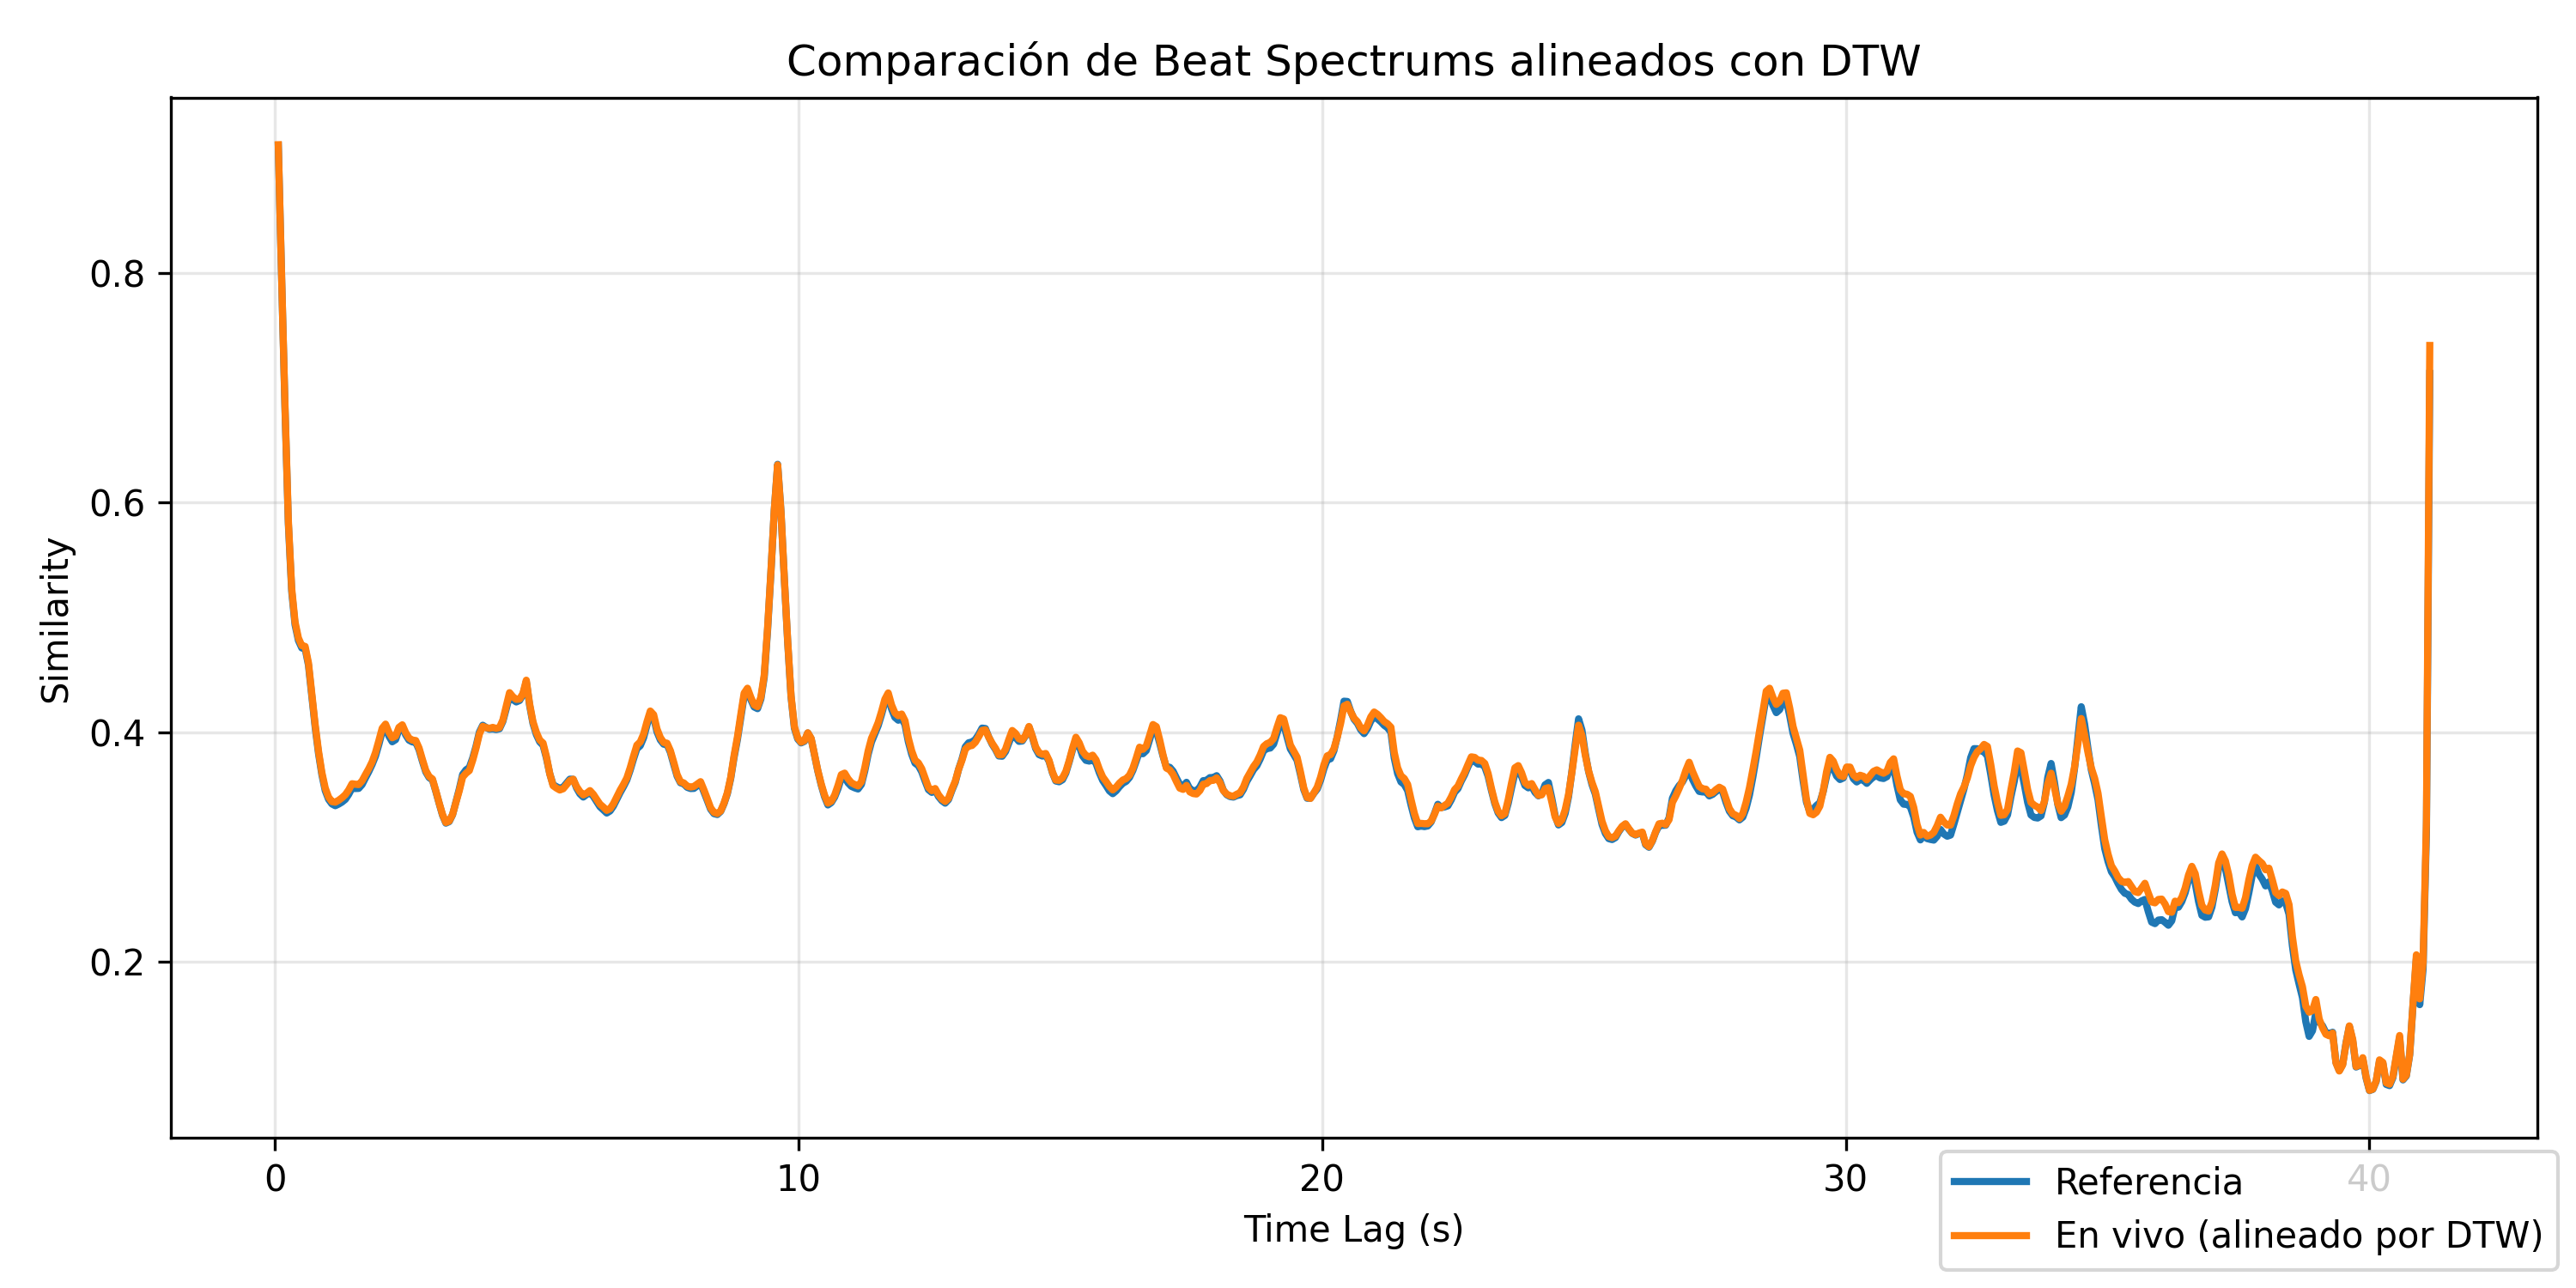 Comparación de Beat Spectrums alineados con DTW
Similarity
0.8
0.6
0.4
0.2
0 10 20 30 40
Time Lag (s)
Referencia
En vivo (alineado por DTW)